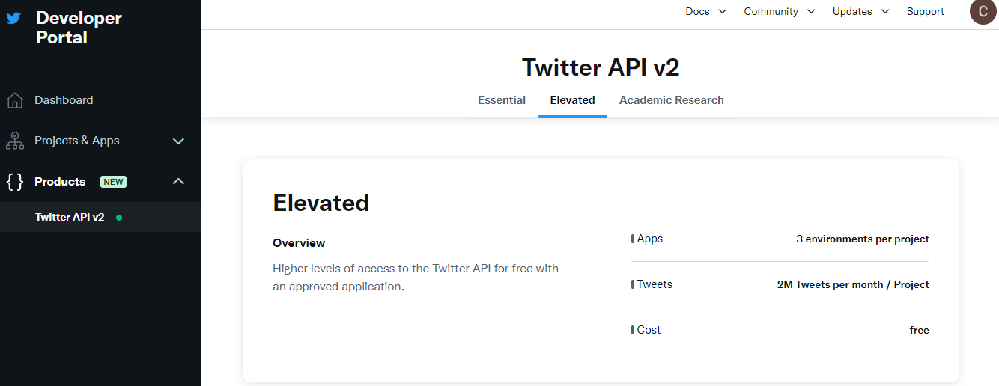 Developer
Portal
Dashboard
Projects & Apps
{ } Products NEW
Twitter API v2
Docs Community Updates Support C
Twitter API v2
Essential Elevated Academic Research
Elevated
Overview
Higher levels of access to the Twitter API for free with
an approved application.
Apps 3 environments per project
Tweets 2M Tweets per month / Project
Cost free